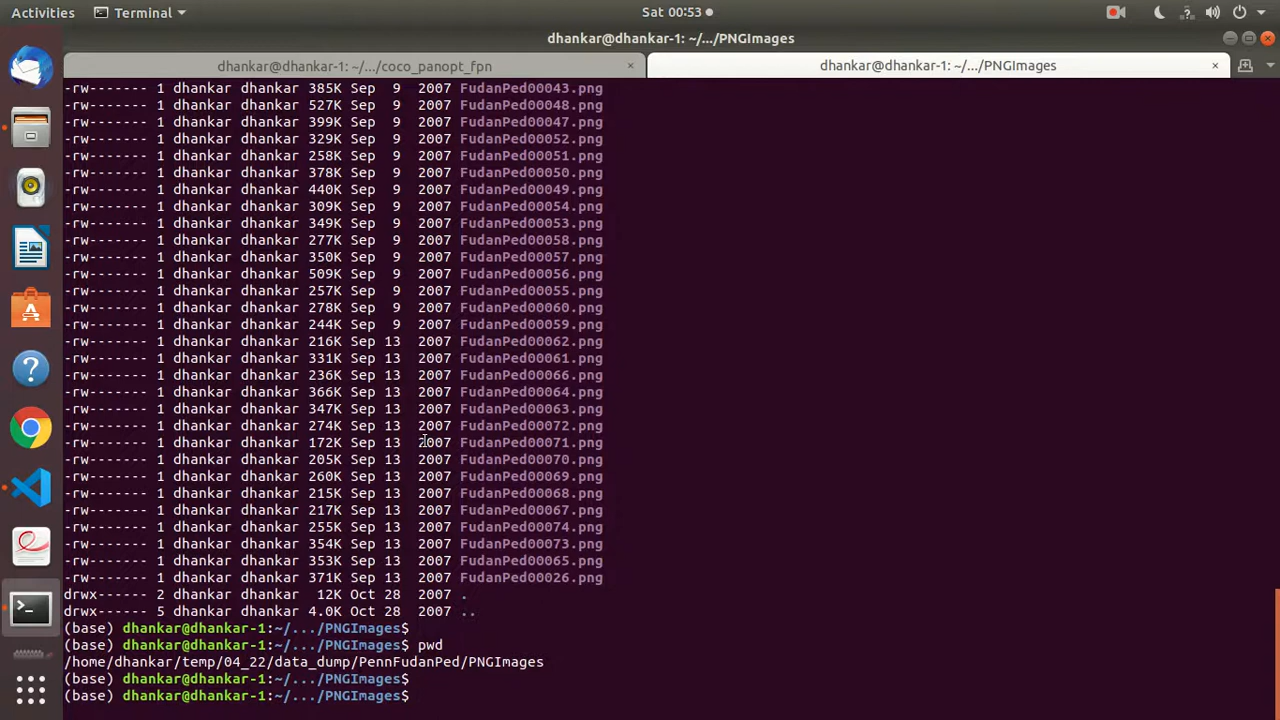 Activities Terminal Sat 00:53
dhankar@dhankar-1: ~/.../PNGImages
dhankar@dhankar-1: ~/.../coco_panopt_fpn × dhankar@dhankar-1: ~/.../PNGImages ×
-rw------- 1 dhankar dhankar 385K Sep  9  2007 FudanPed00043.png
-rw------- 1 dhankar dhankar 527K Sep  9  2007 FudanPed00048.png
-rw------- 1 dhankar dhankar 399K Sep  9  2007 FudanPed00047.png
-rw------- 1 dhankar dhankar 329K Sep  9  2007 FudanPed00052.png
-rw------- 1 dhankar dhankar 258K Sep  9  2007 FudanPed00051.png
-rw------- 1 dhankar dhankar 378K Sep  9  2007 FudanPed00050.png
-rw------- 1 dhankar dhankar 440K Sep  9  2007 FudanPed00049.png
-rw------- 1 dhankar dhankar 309K Sep  9  2007 FudanPed00054.png
-rw------- 1 dhankar dhankar 349K Sep  9  2007 FudanPed00053.png
-rw------- 1 dhankar dhankar 277K Sep  9  2007 FudanPed00058.png
-rw------- 1 dhankar dhankar 350K Sep  9  2007 FudanPed00057.png
-rw------- 1 dhankar dhankar 509K Sep  9  2007 FudanPed00056.png
-rw------- 1 dhankar dhankar 257K Sep  9  2007 FudanPed00055.png
-rw------- 1 dhankar dhankar 278K Sep  9  2007 FudanPed00060.png
-rw------- 1 dhankar dhankar 244K Sep  9  2007 FudanPed00059.png
-rw------- 1 dhankar dhankar 216K Sep 13  2007 FudanPed00062.png
-rw------- 1 dhankar dhankar 331K Sep 13  2007 FudanPed00061.png
-rw------- 1 dhankar dhankar 236K Sep 13  2007 FudanPed00066.png
-rw------- 1 dhankar dhankar 366K Sep 13  2007 FudanPed00064.png
-rw------- 1 dhankar dhankar 347K Sep 13  2007 FudanPed00063.png
-rw------- 1 dhankar dhankar 274K Sep 13  2007 FudanPed00072.png
-rw------- 1 dhankar dhankar 172K Sep 13  2007 FudanPed00071.png
-rw------- 1 dhankar dhankar 205K Sep 13  2007 FudanPed00070.png
-rw------- 1 dhankar dhankar 260K Sep 13  2007 FudanPed00069.png
-rw------- 1 dhankar dhankar 215K Sep 13  2007 FudanPed00068.png
-rw------- 1 dhankar dhankar 217K Sep 13  2007 FudanPed00067.png
-rw------- 1 dhankar dhankar 255K Sep 13  2007 FudanPed00074.png
-rw------- 1 dhankar dhankar 354K Sep 13  2007 FudanPed00073.png
-rw------- 1 dhankar dhankar 353K Sep 13  2007 FudanPed00065.png
-rw------- 1 dhankar dhankar 371K Sep 13  2007 FudanPed00026.png
drwx------ 2 dhankar dhankar  12K Oct 28  2007 .
drwx------ 5 dhankar dhankar 4.0K Oct 28  2007 ..
(base) dhankar@dhankar-1:~/.../PNGImages$
(base) dhankar@dhankar-1:~/.../PNGImages$ pwd
/home/dhankar/temp/04_22/data_dump/PennFudanPed/PNGImages
(base) dhankar@dhankar-1:~/.../PNGImages$
(base) dhankar@dhankar-1:~/.../PNGImages$